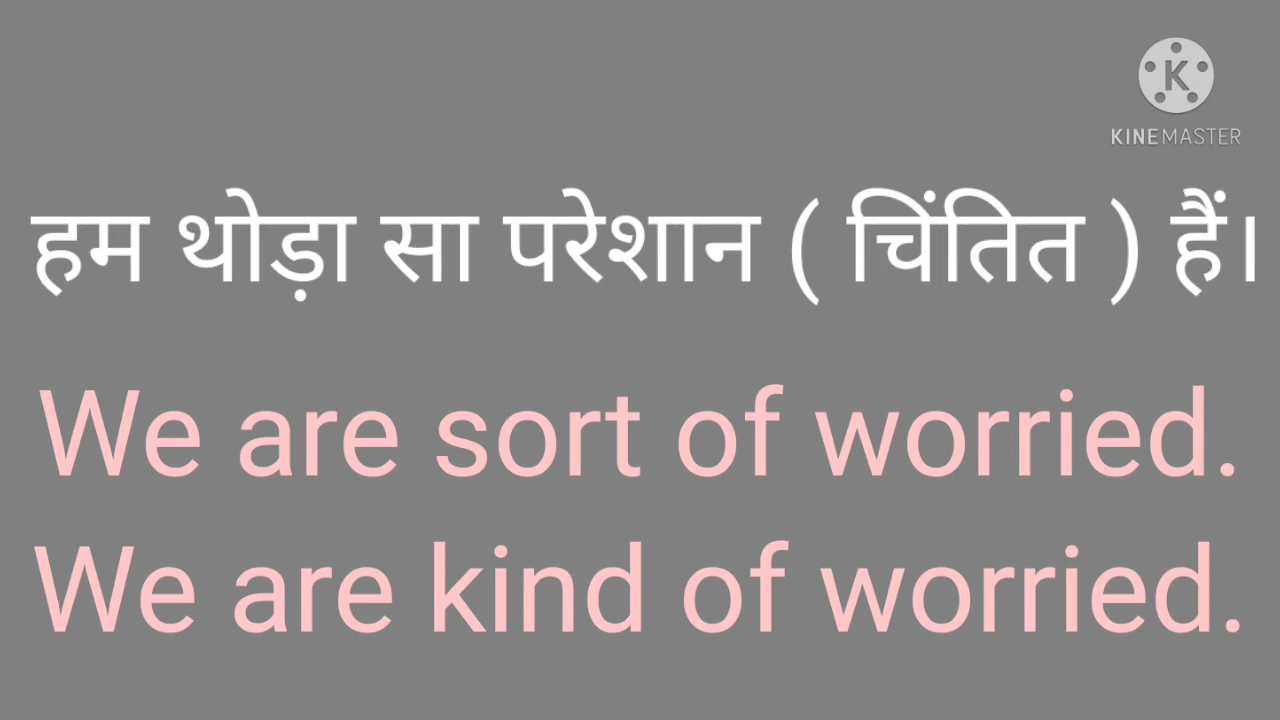 K
KINEMASTER
हम थोड़ा सा परेशान ( चिंतित ) हैं।
We are sort of worried.
We are kind of worried.